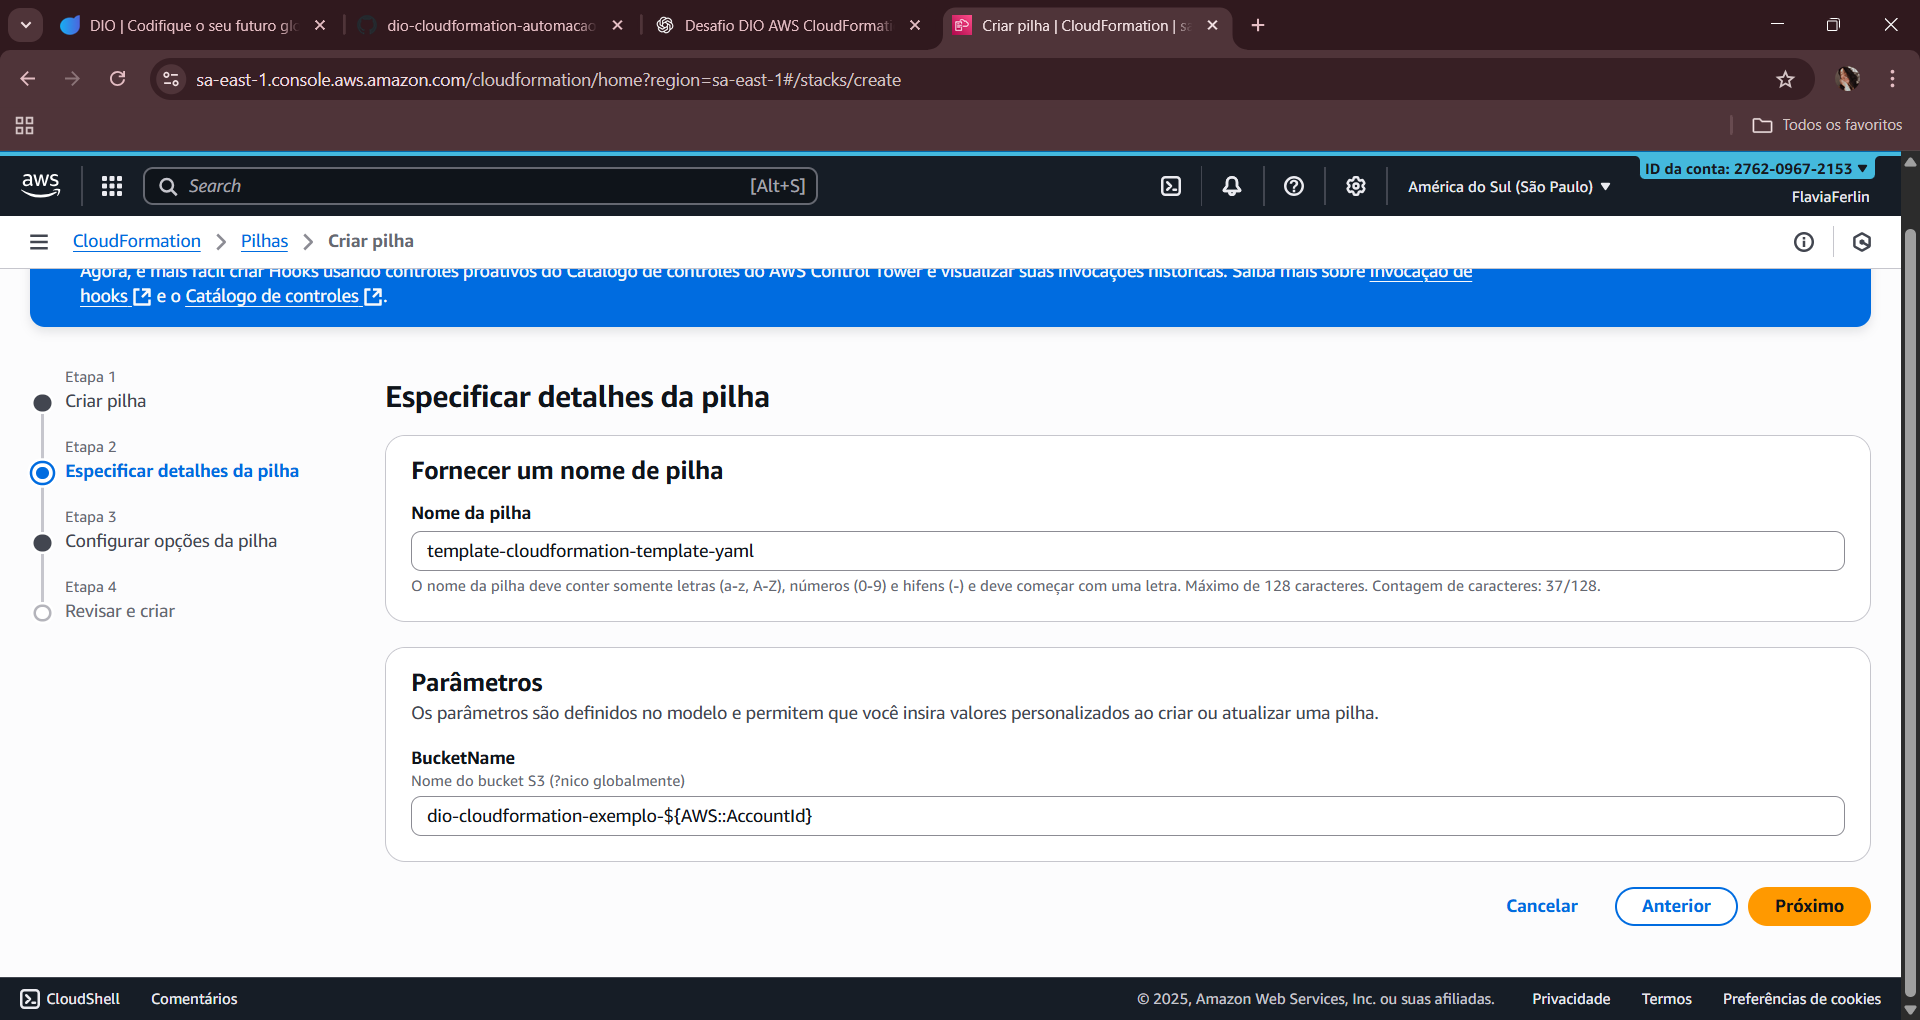 DIO | Codifique o seu futuro glo
dio-cloudformation-automacao
Desafio DIO AWS CloudFormati
Criar pilha | CloudFormation | sa
sa-east-1.console.aws.amazon.com/cloudformation/home?region=sa-east-1#/stacks/create
Todos os favoritos
aws
Search
[Alt+S]
América do Sul (São Paulo)
ID da conta: 2762-0967-2153
FlaviaFerlin
CloudFormation
Pilhas
Criar pilha
Agora, é mais fácil criar Hooks usando controles proativos do Catálogo de controles do AWS Control Tower e visualizar suas invocações históricas. Saiba mais sobre invocação de
hooks e o Catálogo de controles .
Etapa 1
Criar pilha
Etapa 2
Especificar detalhes da pilha
Etapa 3
Configurar opções da pilha
Etapa 4
Revisar e criar
Especificar detalhes da pilha
Fornecer um nome de pilha
Nome da pilha
template-cloudformation-template-yaml
O nome da pilha deve conter somente letras (a-z, A-Z), números (0-9) e hifens (-) e deve começar com uma letra. Máximo de 128 caracteres. Contagem de caracteres: 37/128.
Parâmetros
Os parâmetros são definidos no modelo e permitem que você insira valores personalizados ao criar ou atualizar uma pilha.
BucketName
Nome do bucket S3 (?nico globalmente)
dio-cloudformation-exemplo-${AWS::AccountId}
Cancelar
Anterior
Próximo
CloudShell
Comentários
© 2025, Amazon Web Services, Inc. ou suas afiliadas.
Privacidade
Termos
Preferências de cookies